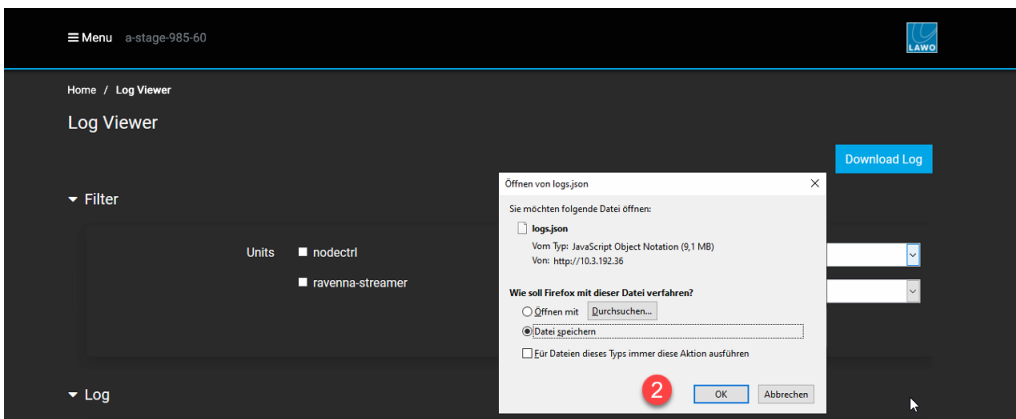 Menu a-stage-985-60
LAWO
Home / Log Viewer
Log Viewer
Download Log
Filter
Units
nodectrl
ravenna-streamer
Log
Öffnen von logs.json
Sie möchten folgende Datei öffnen:
logs.json
Vom Typ: JavaScript Object Notation (9,1 MB)
Von: http://10.3.192.36
Wie soll Firefox mit dieser Datei verfahren?
Öffnen mit Durchsuchen...
Datei speichern
Für Dateien dieses Typs immer diese Aktion ausführen
2 OK Abbrechen